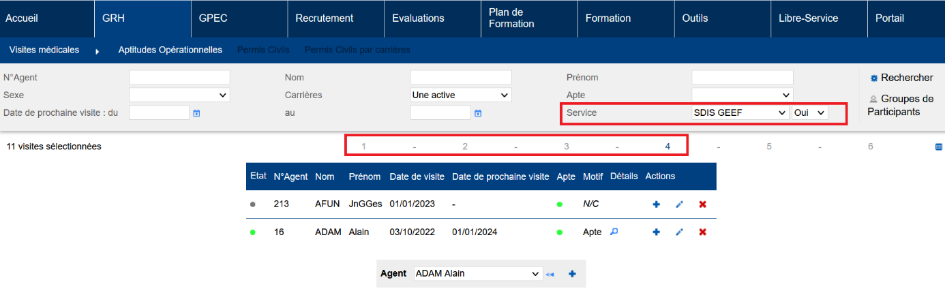 Accueil GRH GPEC Recrutement Evaluations Plan de Formation Formation Outils Libre-Service Portail
Visites médicales Aptitudes Opérationnelles Permis Civils Permis Civils par carrières
N°Agent Nom Prénom Rechercher
Sexe Carrières Une active Apte Groupes de Participants
Date de prochaine visite : du au Service SDIS GEEF Oui
11 visites sélectionnées 1 - 2 - 3 - 4 - 5 - 6
Etat N°Agent Nom Prénom Date de visite Date de prochaine visite Apte Motif Détails Actions
213 AFUN JnGGes 01/01/2023 - N/C
16 ADAM Alain 03/10/2022 01/01/2024 Apte
Agent ADAM Alain